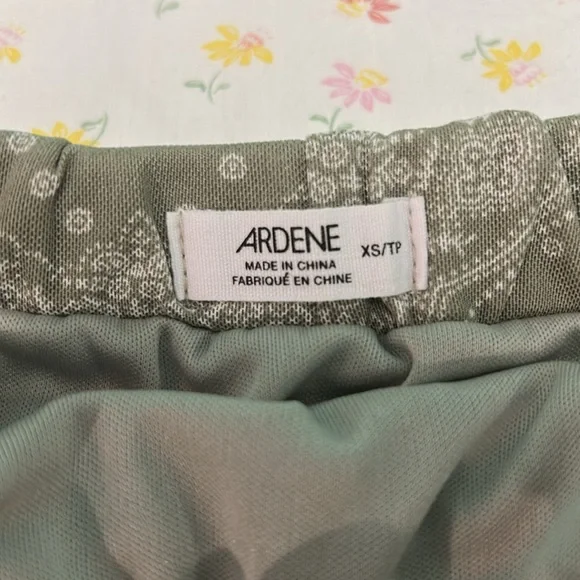 ARDENE
XS/TP
MADE IN CHINA
FABRIQUÉ EN CHINE